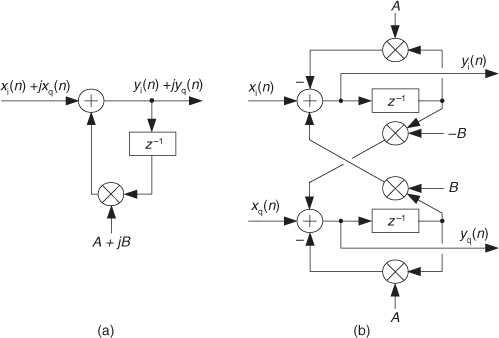 x_i(n) +jx_q(n)
y_i(n) +jy_q(n)
+
z⁻¹
A + jB
(a)
A
−
y_i(n)
x_i(n)
+
z⁻¹
−B
B
x_q(n)
+
z⁻¹
−
y_q(n)
A
(b)